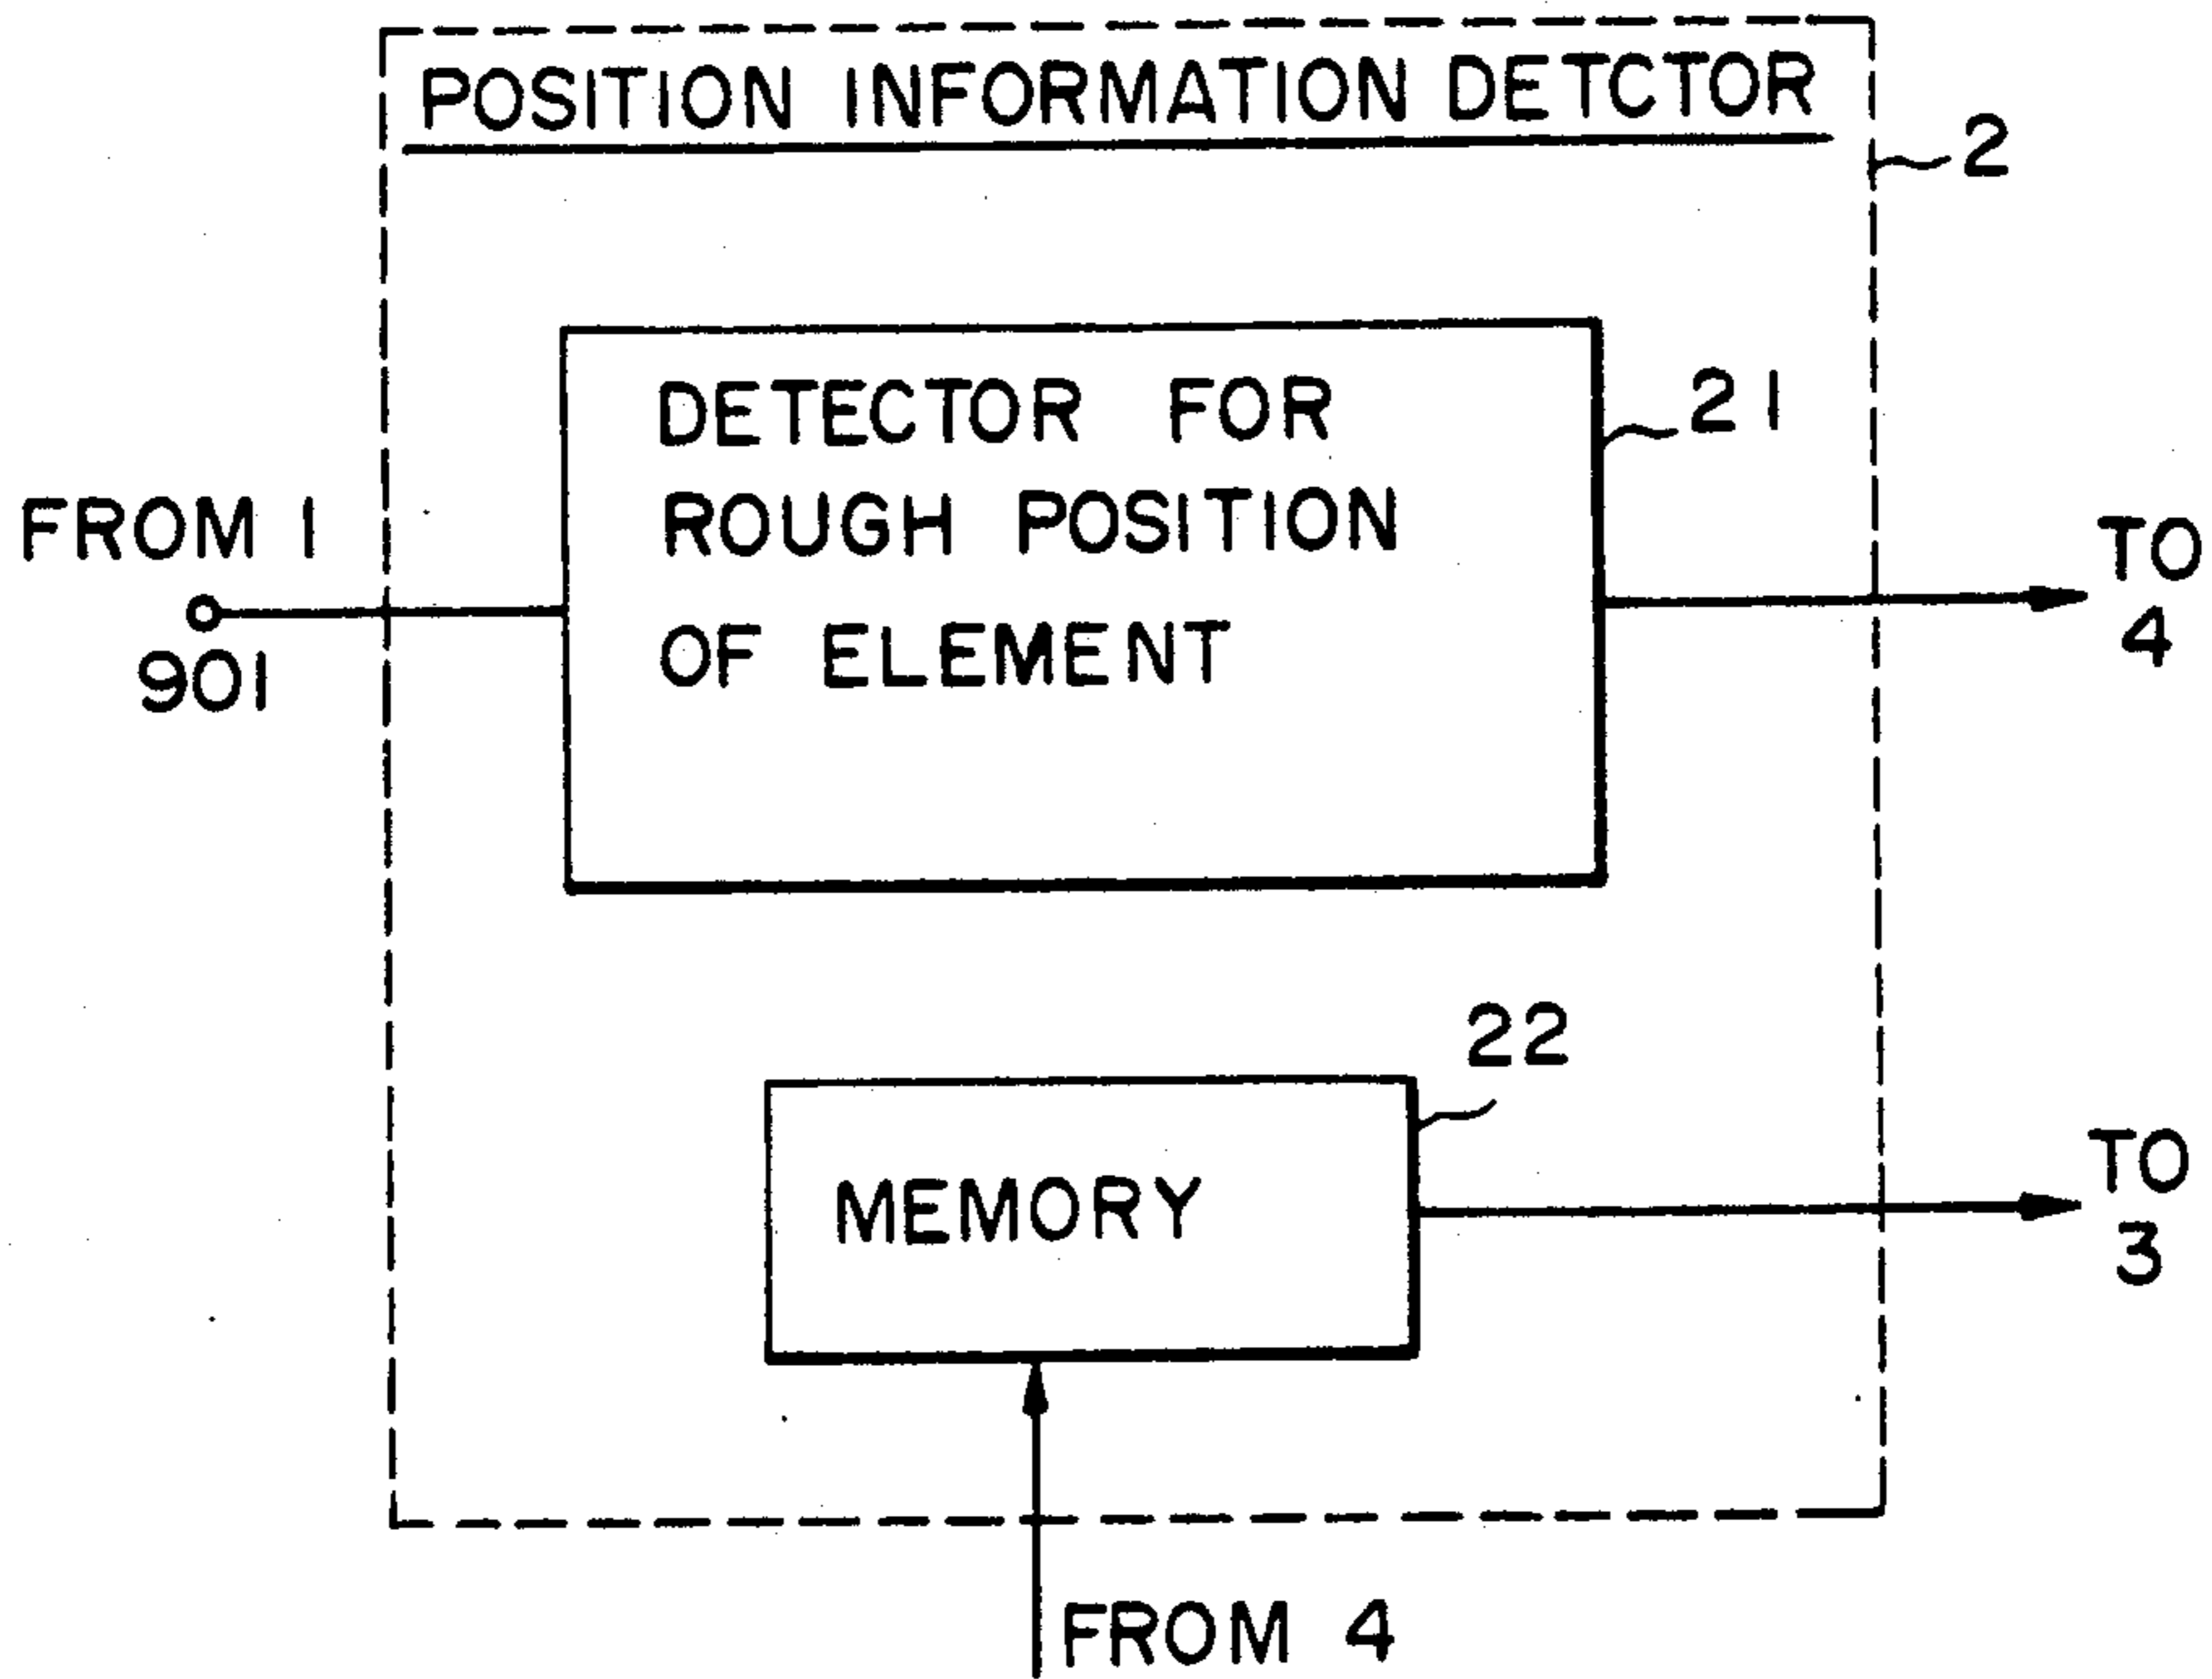 POSITION INFORMATION DETCTOR
2
DETECTOR FOR
ROUGH POSITION
OF ELEMENT
21
FROM 1
901
TO
4
22
MEMORY
TO
3
FROM 4